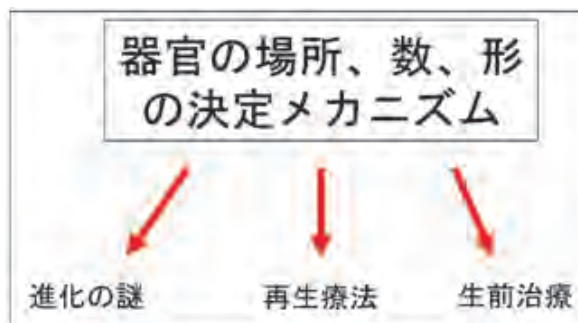 器官の場所、数、形
の決定メカニズム
進化の謎 再生療法 生前治療